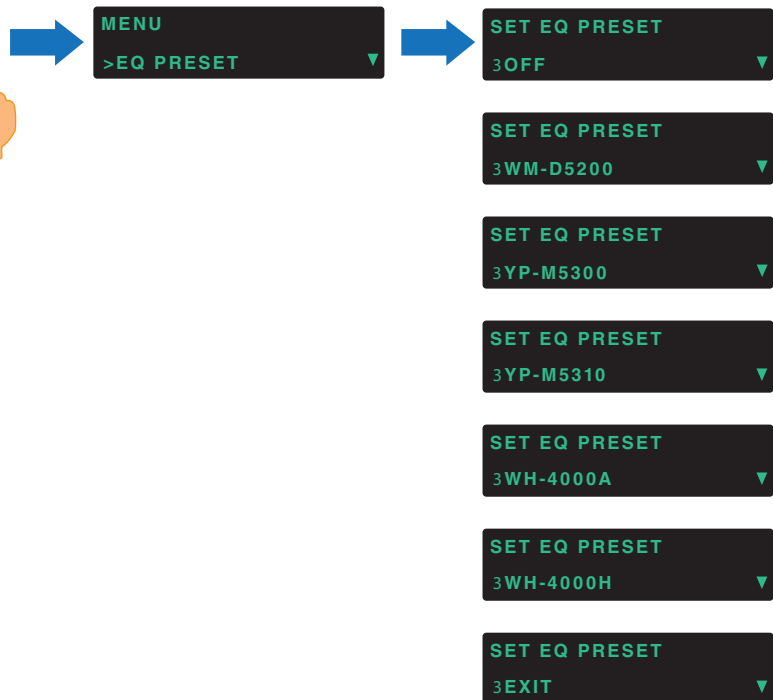 MENU
>EQ PRESET ▼
SET EQ PRESET
3OFF ▼
SET EQ PRESET
3WM-D5200 ▼
SET EQ PRESET
3YP-M5300 ▼
SET EQ PRESET
3YP-M5310 ▼
SET EQ PRESET
3WH-4000A ▼
SET EQ PRESET
3WH-4000H ▼
SET EQ PRESET
3EXIT ▼